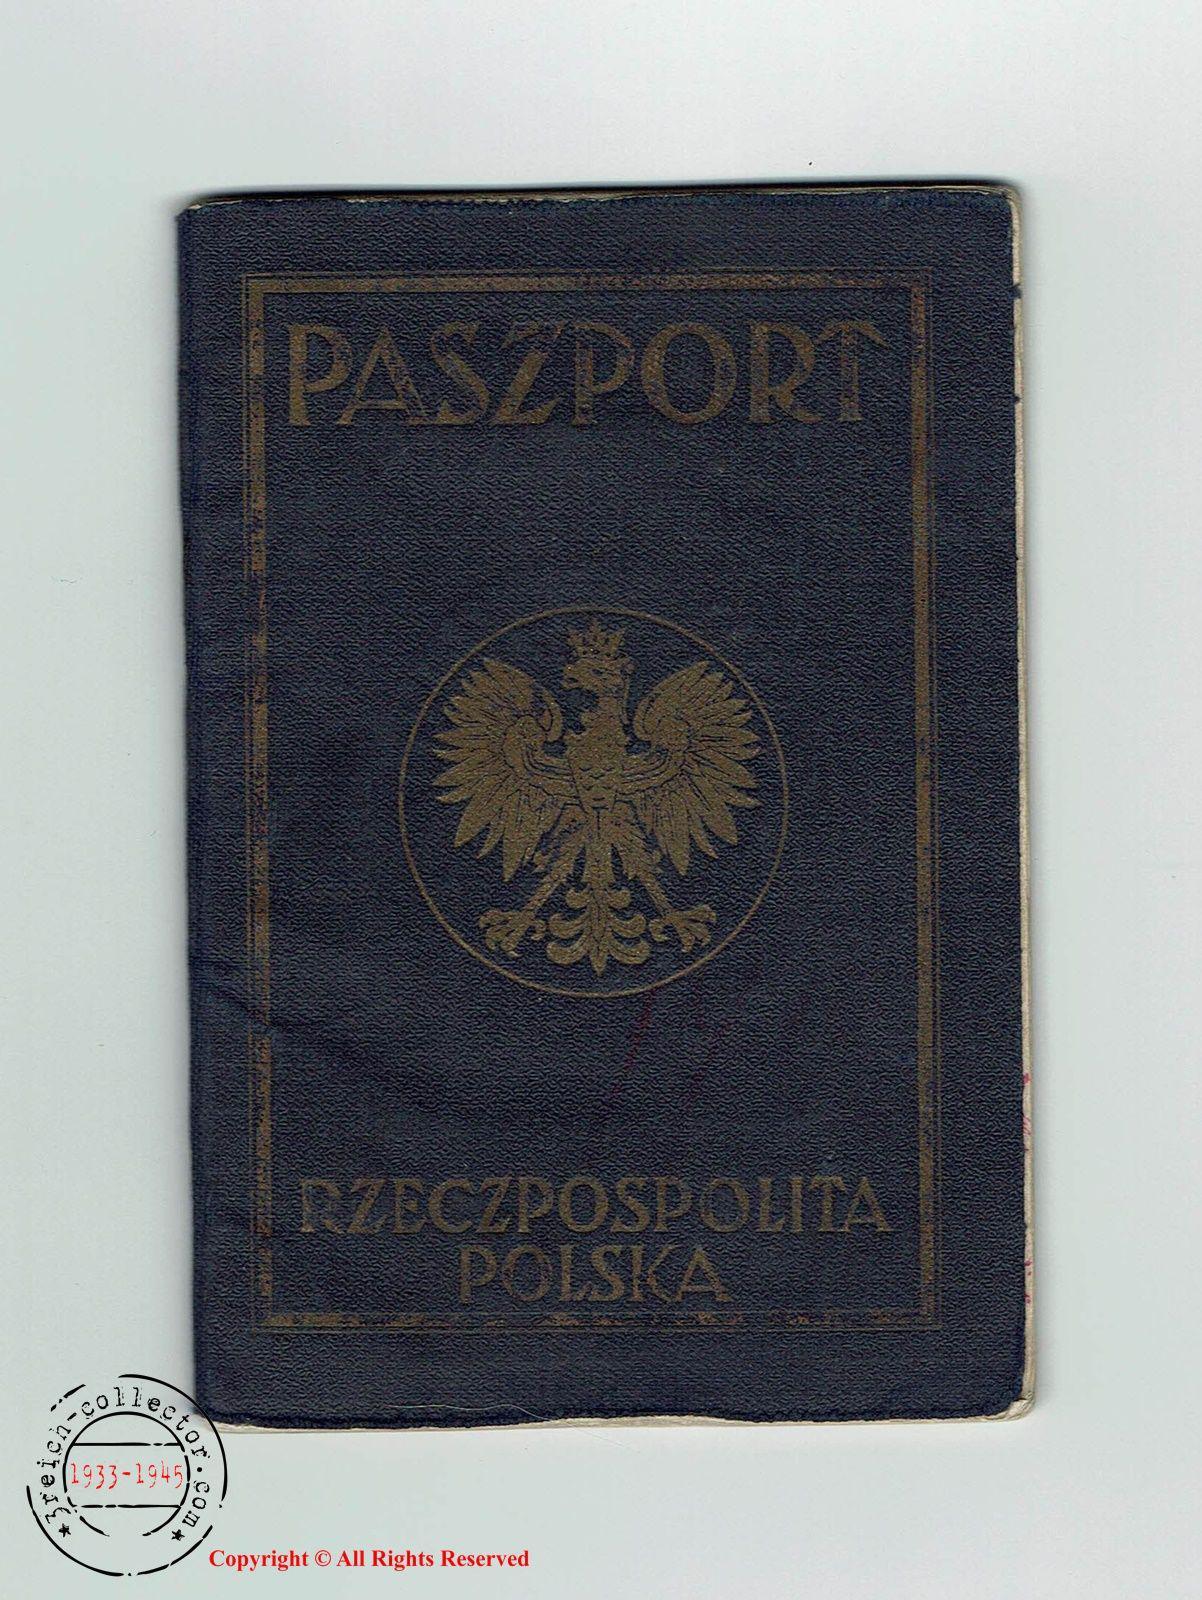 PASZPORT
RZECZPOSPOLITA
POLSKA
3reich-collector.com
1933-1945
Copyright © All Rights Reserved